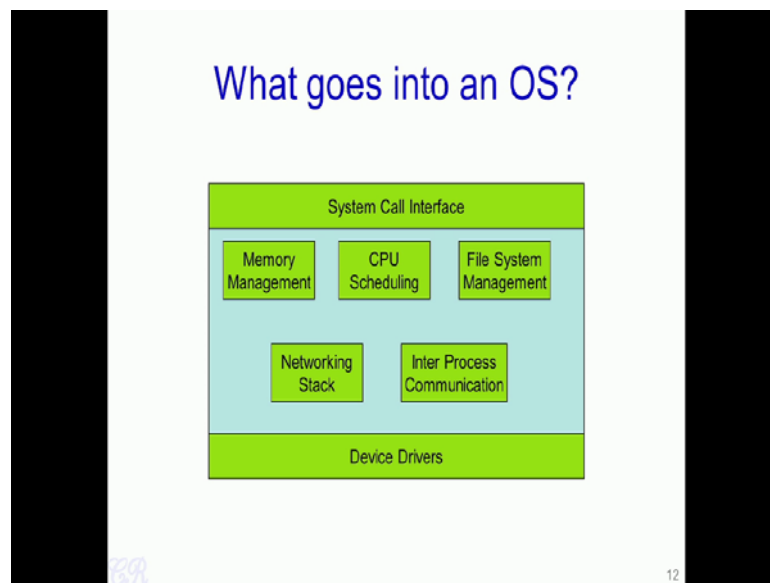 What goes into an OS?
System Call Interface
Memory
Management
CPU
Scheduling
File System
Management
Networking
Stack
Inter Process
Communication
Device Drivers
12